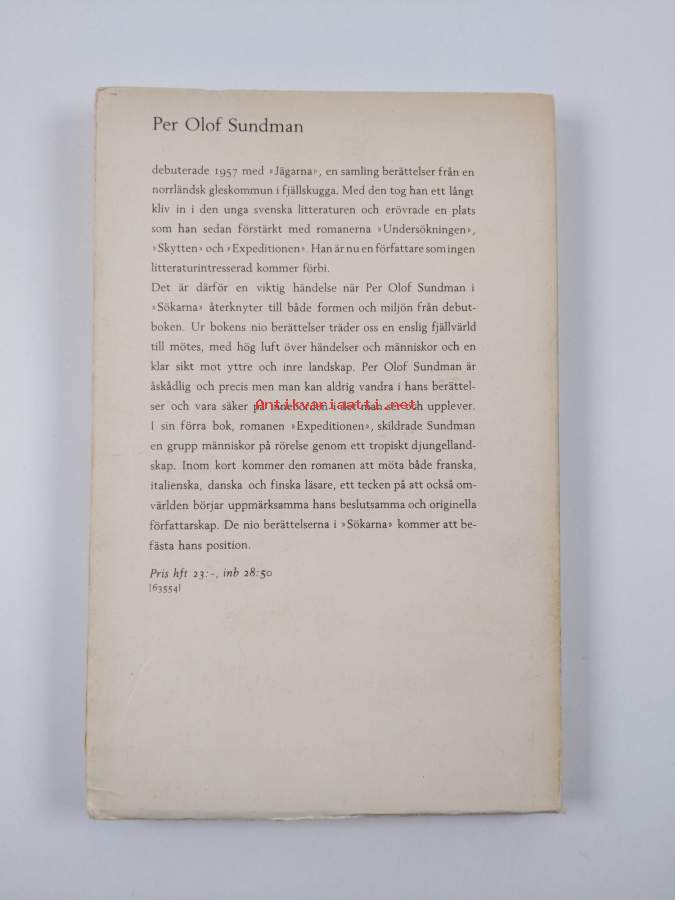 Per Olof Sundman
debuterade 1957 med »Jägarna», en samling berättelser från en
norrländsk gleskommun i fjällskugga. Med den tog han ett långt
kliv in i den unga svenska litteraturen och erövrade en plats
som han sedan förstärkt med romanerna »Undersökningen»,
»Skytten» och »Expeditionen». Han är nu en författare som ingen
litteraturintresserad kommer förbi.
Det är därför en viktig händelse när Per Olof Sundman i
»Sökarna» återknyter till både formen och miljön från debut-
boken. Ur bokens nio berättelser träder oss en enslig fjällvärld
till mötes, med hög luft över händelser och människor och en
klar sikt mot yttre och inre landskap. Per Olof Sundman är
åskådlig och precis men man kan aldrig vandra i hans berättel-
ser och vara säker på innebörden i det man ser och upplever.
Antikvariaatti.net
I sin förra bok, romanen »Expeditionen», skildrade Sundman
en grupp människor på rörelse genom ett tropiskt djungelland-
skap. Inom kort kommer den romanen att möta både franska,
italienska, danska och finska läsare, ett tecken på att också om-
världen börjar uppmärksamma hans beslutsamma och originella
författarskap. De nio berättelserna i »Sökarna» kommer att be-
fästa hans position.
Pris hft 23:-, inb 28:50
|63554|